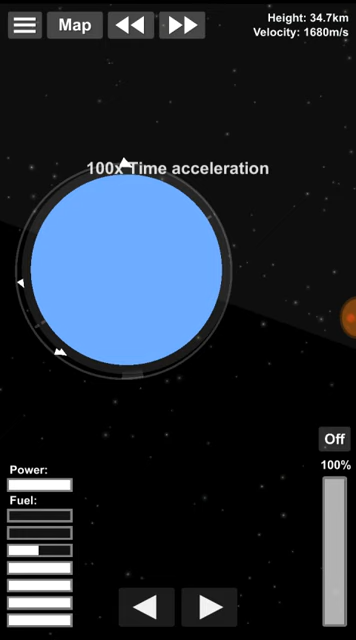 Map
Height: 34.7km
Velocity: 1680m/s
100x Time acceleration
Off
100%
Power:
Fuel: